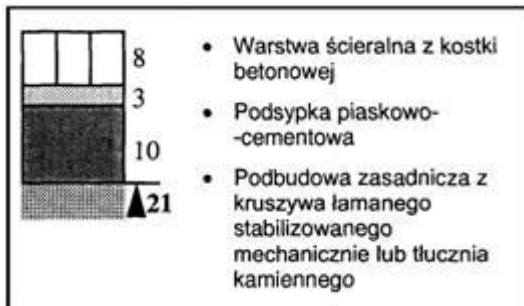 8
3
10
21
• Warstwa ścieralna z kostki
betonowej
• Podsypka piaskowo-
-cementowa
• Podbudowa zasadnicza z
kruszywa łamanego
stabilizowanego
mechanicznie lub tłucznia
kamiennego